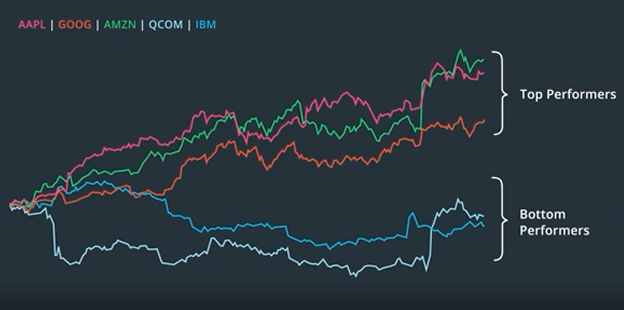 AAPL | GOOG | AMZN | QCOM | IBM
Top Performers
Bottom
Performers